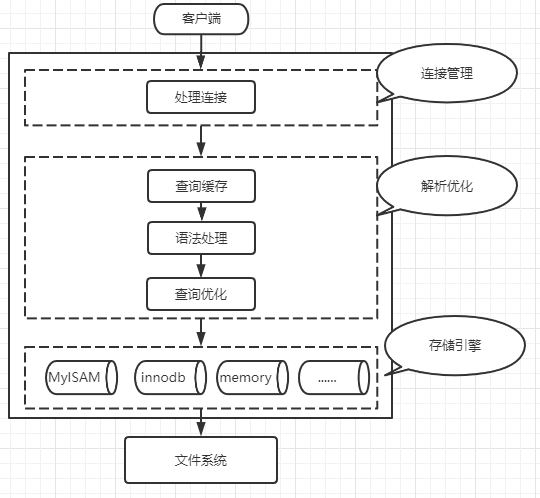 客户端
处理连接
连接管理
查询缓存
解析优化
语法处理
查询优化
存储引擎
MyISAM
innodb
memory
......
文件系统